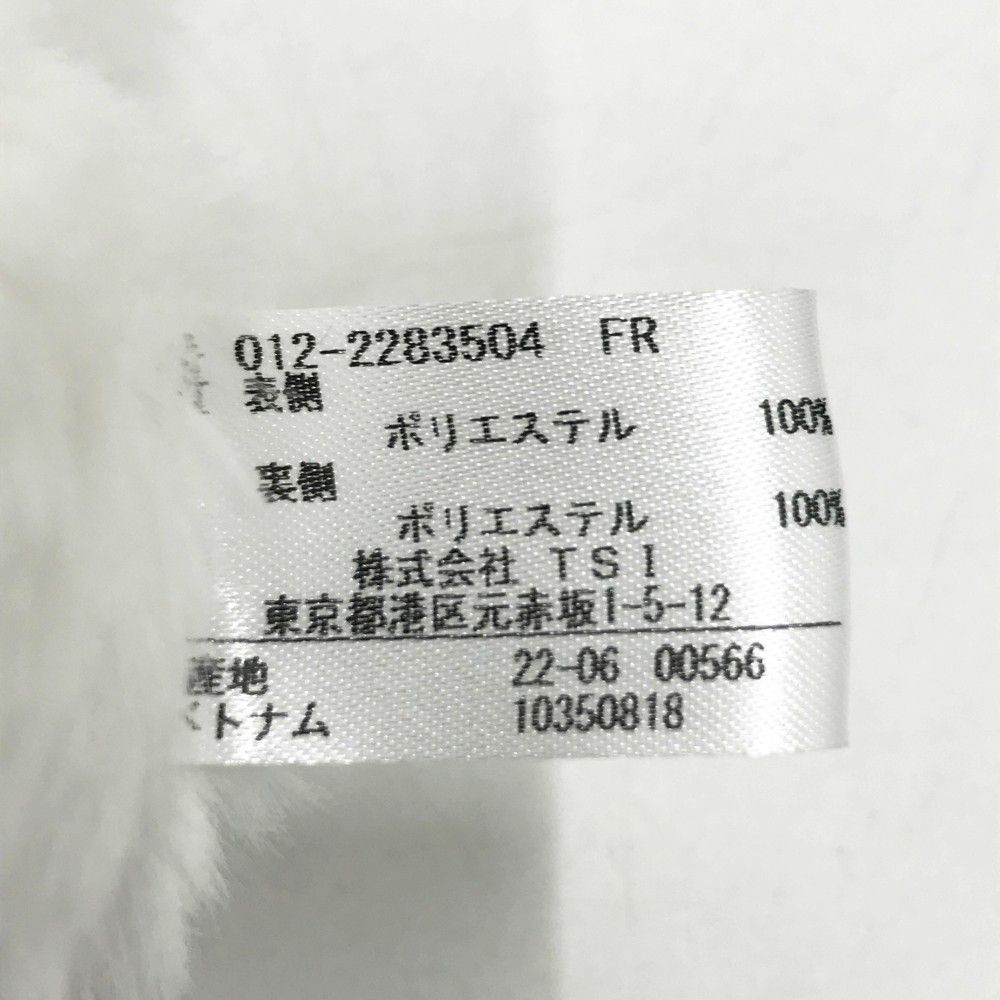 012-2283504 FR
表側
ポリエステル 100%
裏側
ポリエステル 100%
株式会社 TSI
東京都港区元赤坂1-5-12
産地 22-06 00566
トナム 10350818